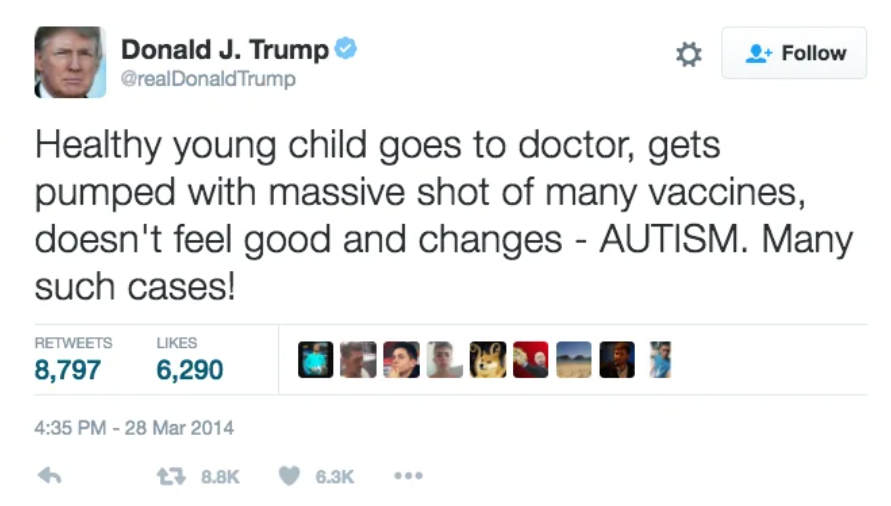 Donald J. Trump
@realDonaldTrump
Follow
Healthy young child goes to doctor, gets
pumped with massive shot of many vaccines,
doesn't feel good and changes - AUTISM. Many
such cases!
RETWEETS LIKES
8,797 6,290
4:35 PM - 28 Mar 2014
8.8K 6.3K